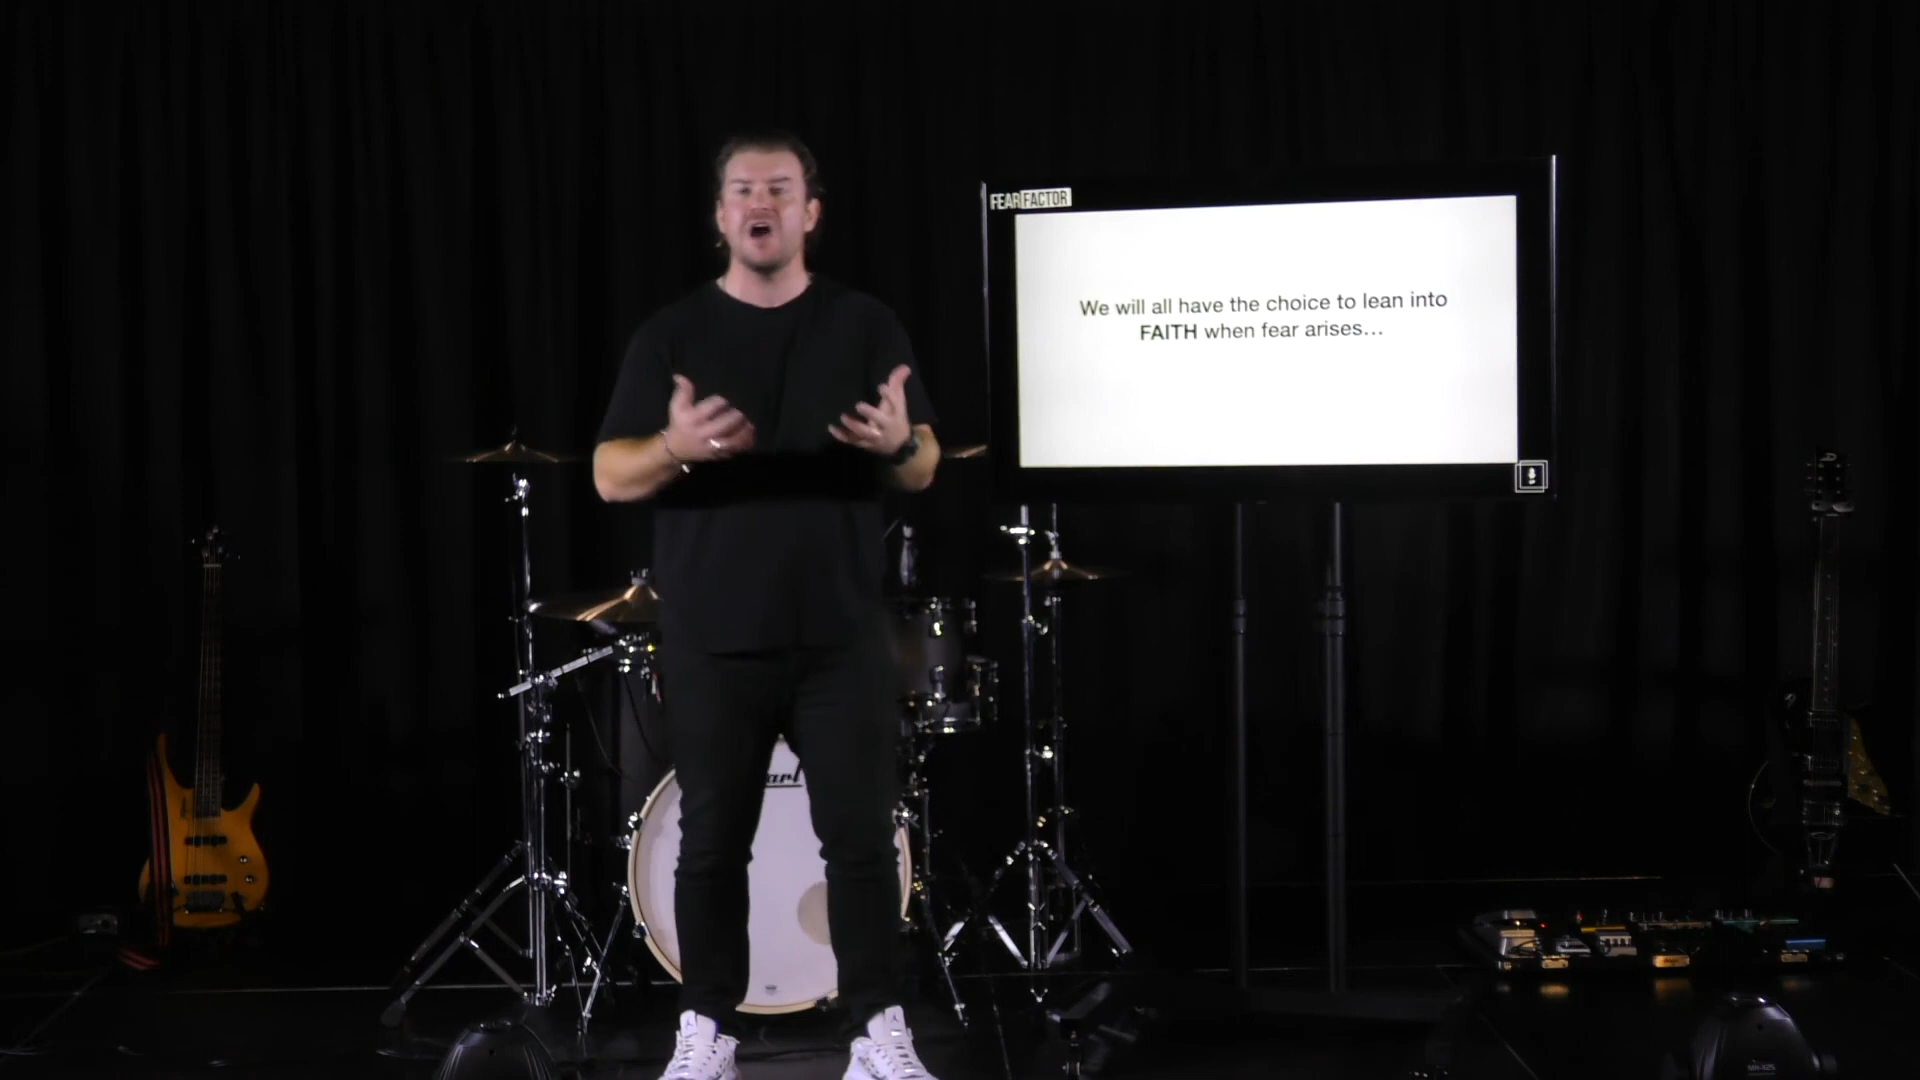 FEAR FACTOR
We will all have the choice to lean into
FAITH when fear arises...